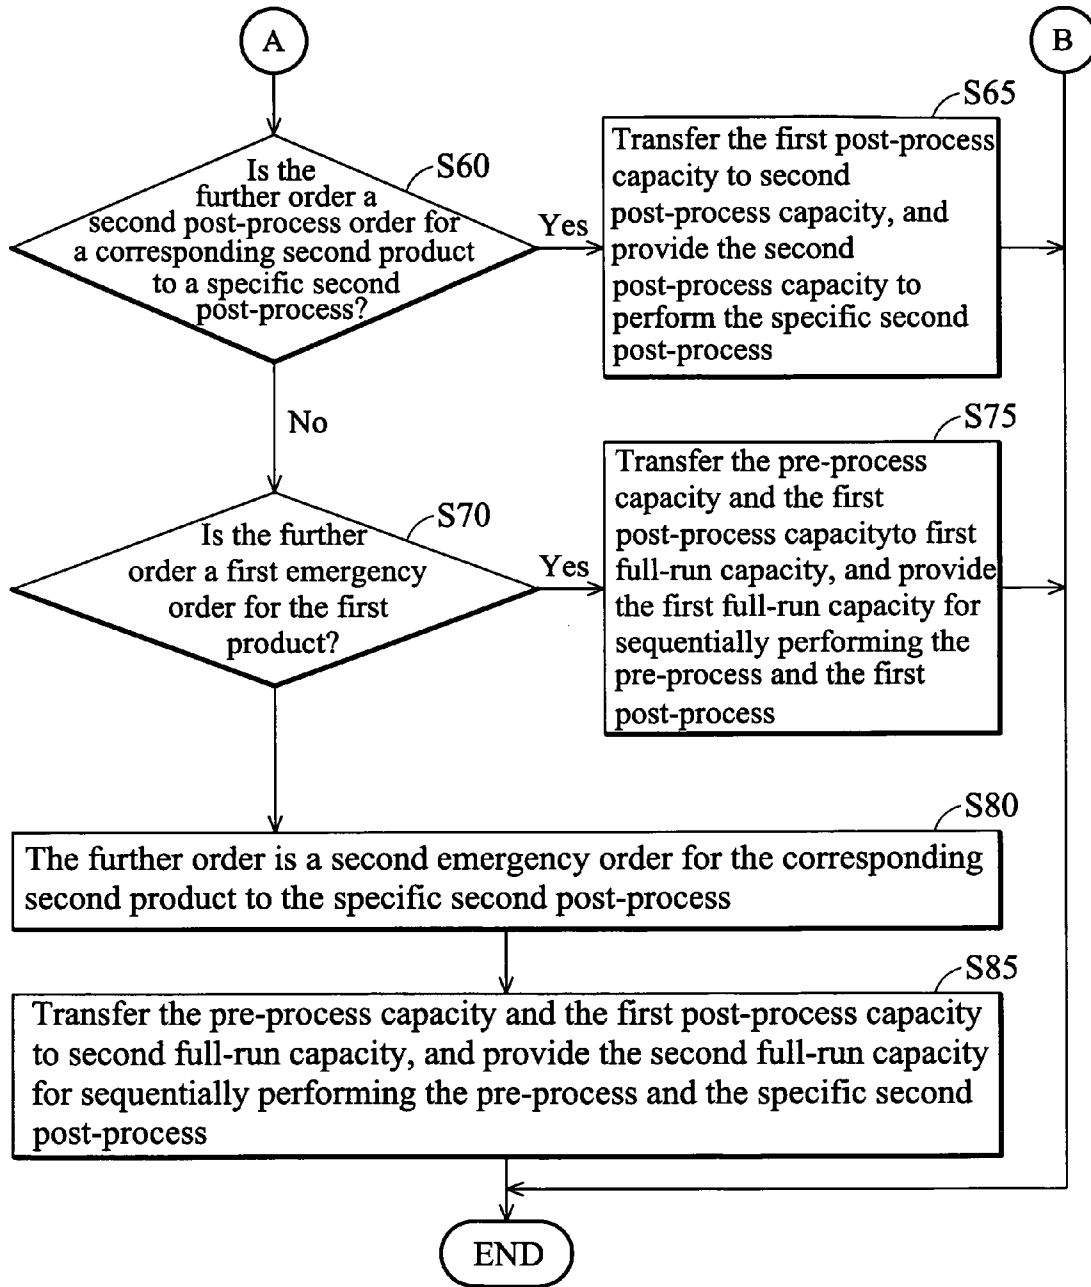 A
B
S60
Is the
further order a
second post-process order for
a corresponding second product
to a specific second
post-process?
Yes
S65
Transfer the first post-process
capacity to second
post-process capacity, and
provide the second
post-process capacity to
perform the specific second
post-process
No
S70
Is the further
order a first emergency
order for the first
product?
Yes
S75
Transfer the pre-process
capacity and the first
post-process capacityto first
full-run capacity, and provide
the first full-run capacity for
sequentially performing the
pre-process and the first
post-process
S80
The further order is a second emergency order for the corresponding
second product to the specific second post-process
S85
Transfer the pre-process capacity and the first post-process capacity
to second full-run capacity, and provide the second full-run capacity
for sequentially performing the pre-process and the specific second
post-process
END